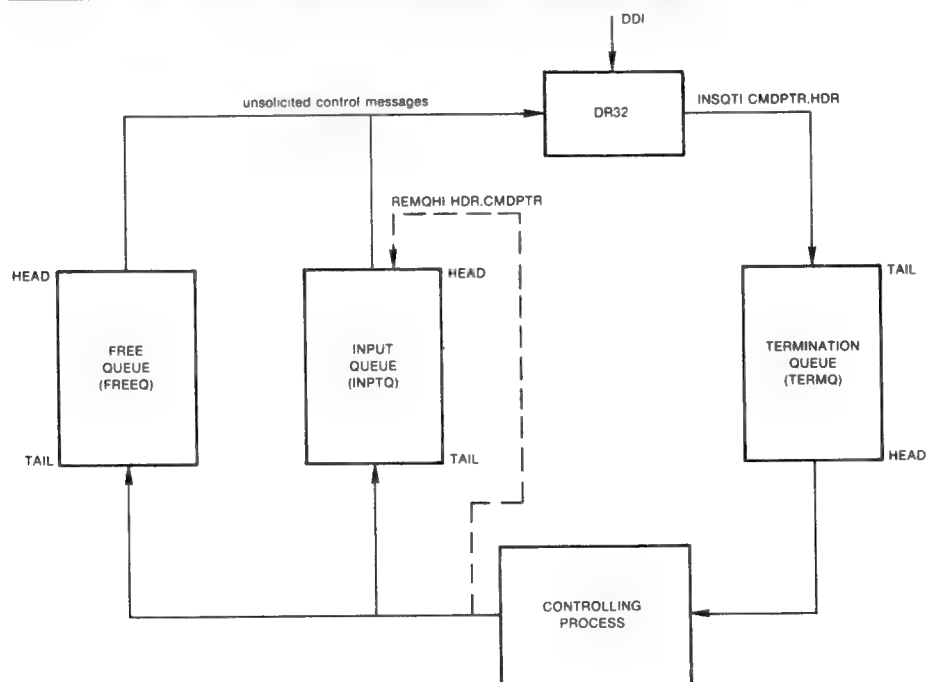 DDI
unsolicited control messages
DR32
INSQTI CMDPTR.HDR
REMQHI HDR.CMDPTR
HEAD
HEAD
TAIL
FREE
QUEUE
(FREEQ)
INPUT
QUEUE
(INPTQ)
TERMINATION
QUEUE
(TERMQ)
TAIL
TAIL
HEAD
CONTROLLING
PROCESS